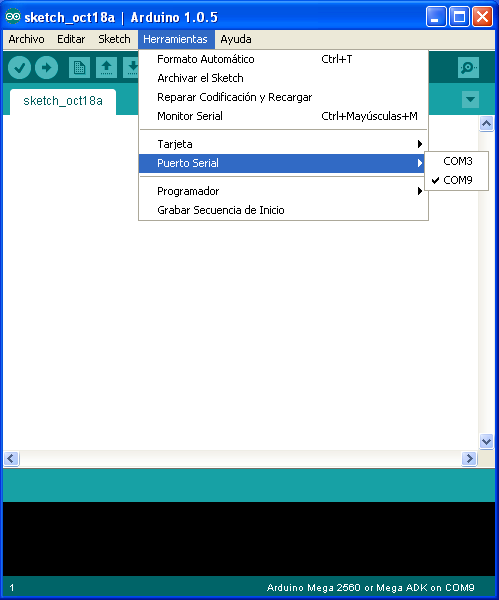 sketch_oct18a | Arduino 1.0.5
Archivo Editar Sketch Herramientas Ayuda
sketch_oct18a
Formato Automático Ctrl+T
Archivar el Sketch
Reparar Codificación y Recargar
Monitor Serial Ctrl+Mayúsculas+M
Tarjeta
Puerto Serial
COM3
COM9
Programador
Grabar Secuencia de Inicio
1 Arduino Mega 2560 or Mega ADK on COM9